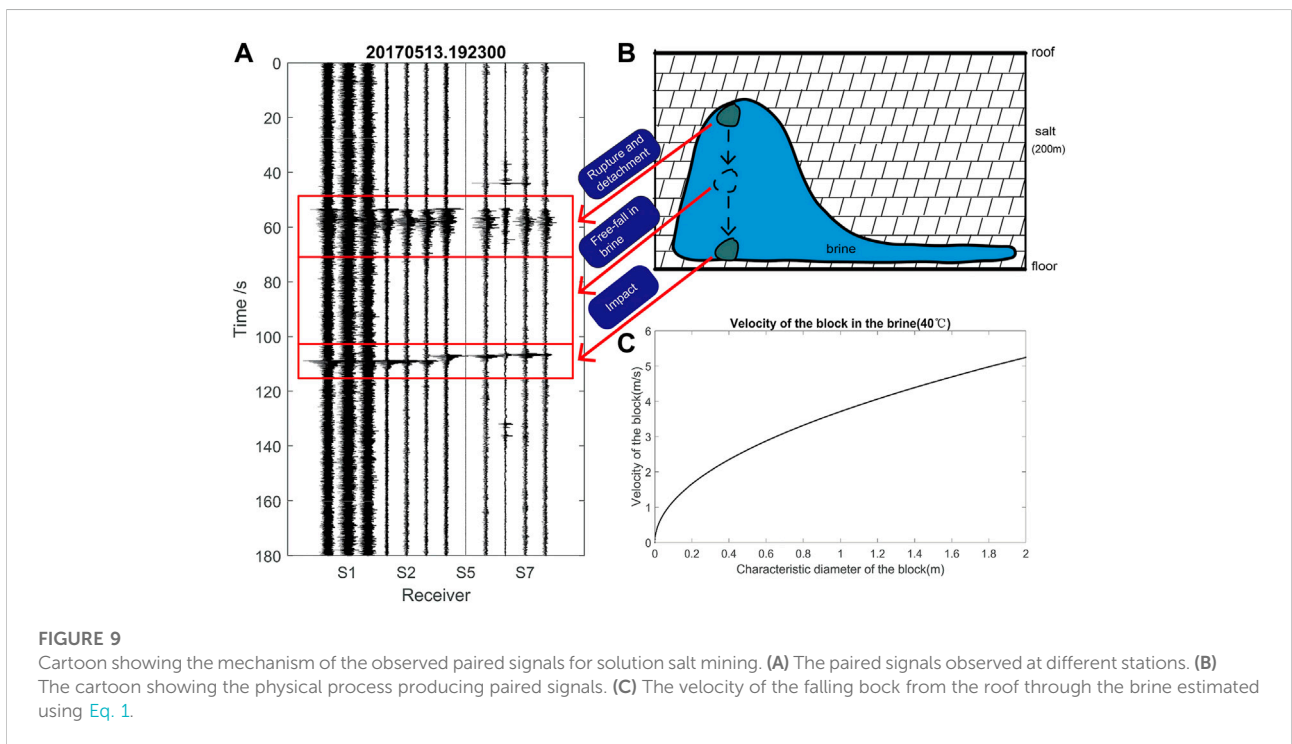 A
20170513.192300
0
20
40
60
80
100
120
140
160
180
Time /s
S1 S2 S5 S7
Receiver
Rupture and
detachment
Free-fall in
brine
Impact
B
roof
salt
(200m)
brine
floor
C
Velocity of the block in the brine(40℃)
6
5
4
3
2
1
0
Velocity of the block(m/s)
0 0.2 0.4 0.6 0.8 1 1.2 1.4 1.6 1.8 2
Characteristic diameter of the block(m)
FIGURE 9
Cartoon showing the mechanism of the observed paired signals for solution salt mining. (A) The paired signals observed at different stations. (B)
The cartoon showing the physical process producing paired signals. (C) The velocity of the falling bock from the roof through the brine estimated
using Eq. 1.